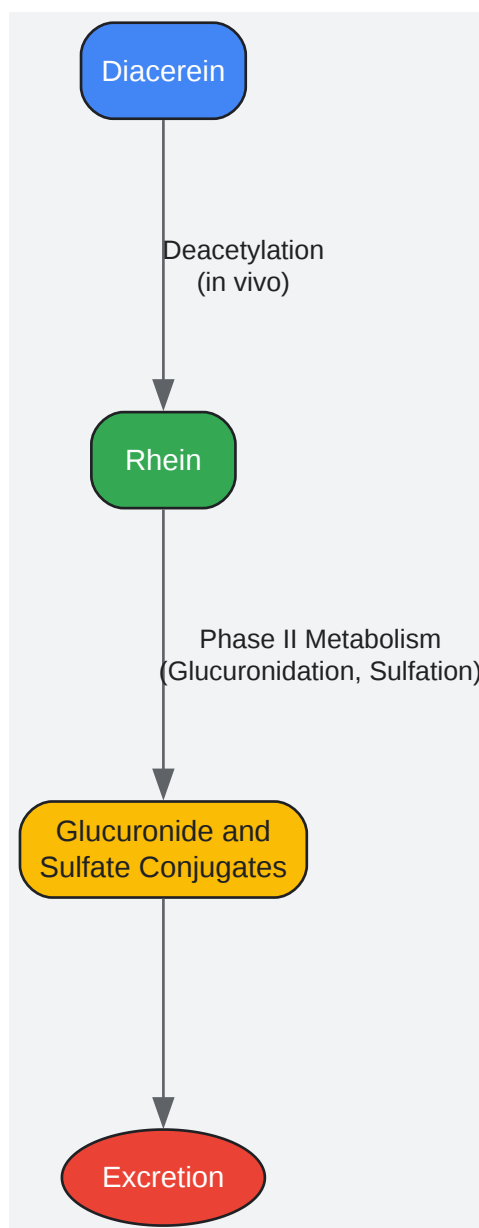 Diacerein
Deacetylation
(in vivo)
Rhein
Phase II Metabolism
(Glucuronidation, Sulfation)
Glucuronide and
Sulfate Conjugates
Excretion